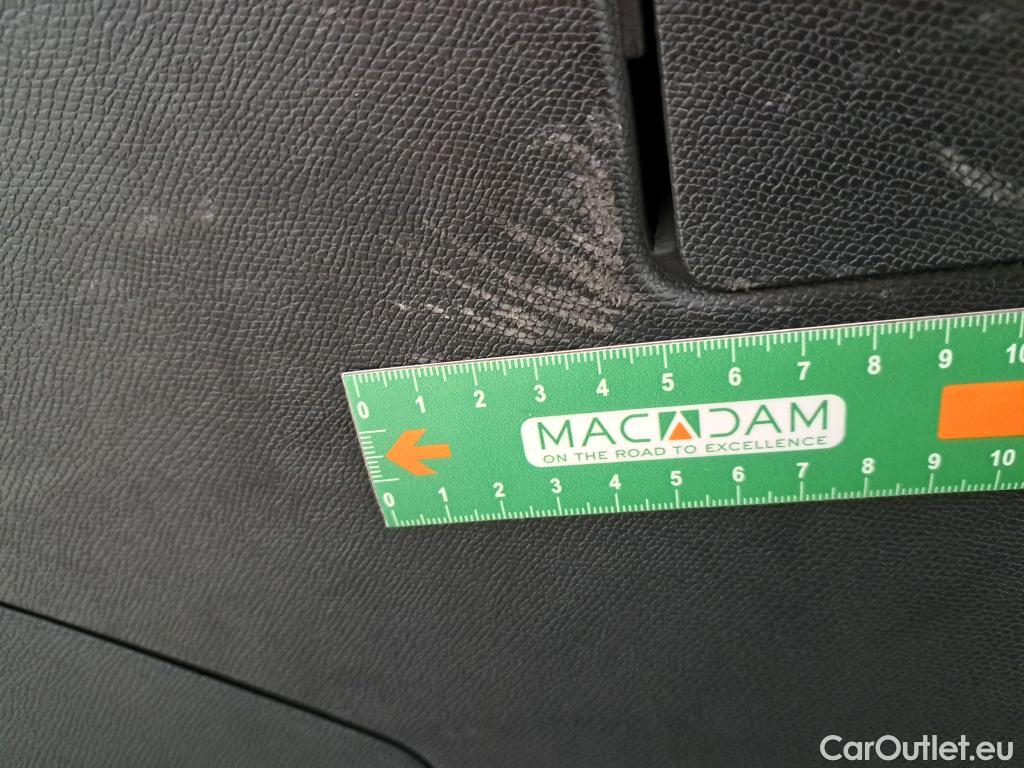 0 1 2 3 4 5 6 7 8 9 10
MACADAM
ON THE ROAD TO EXCELLENCE
0 1 2 3 4 5 6 7 8 9 10
CarOutlet.eu